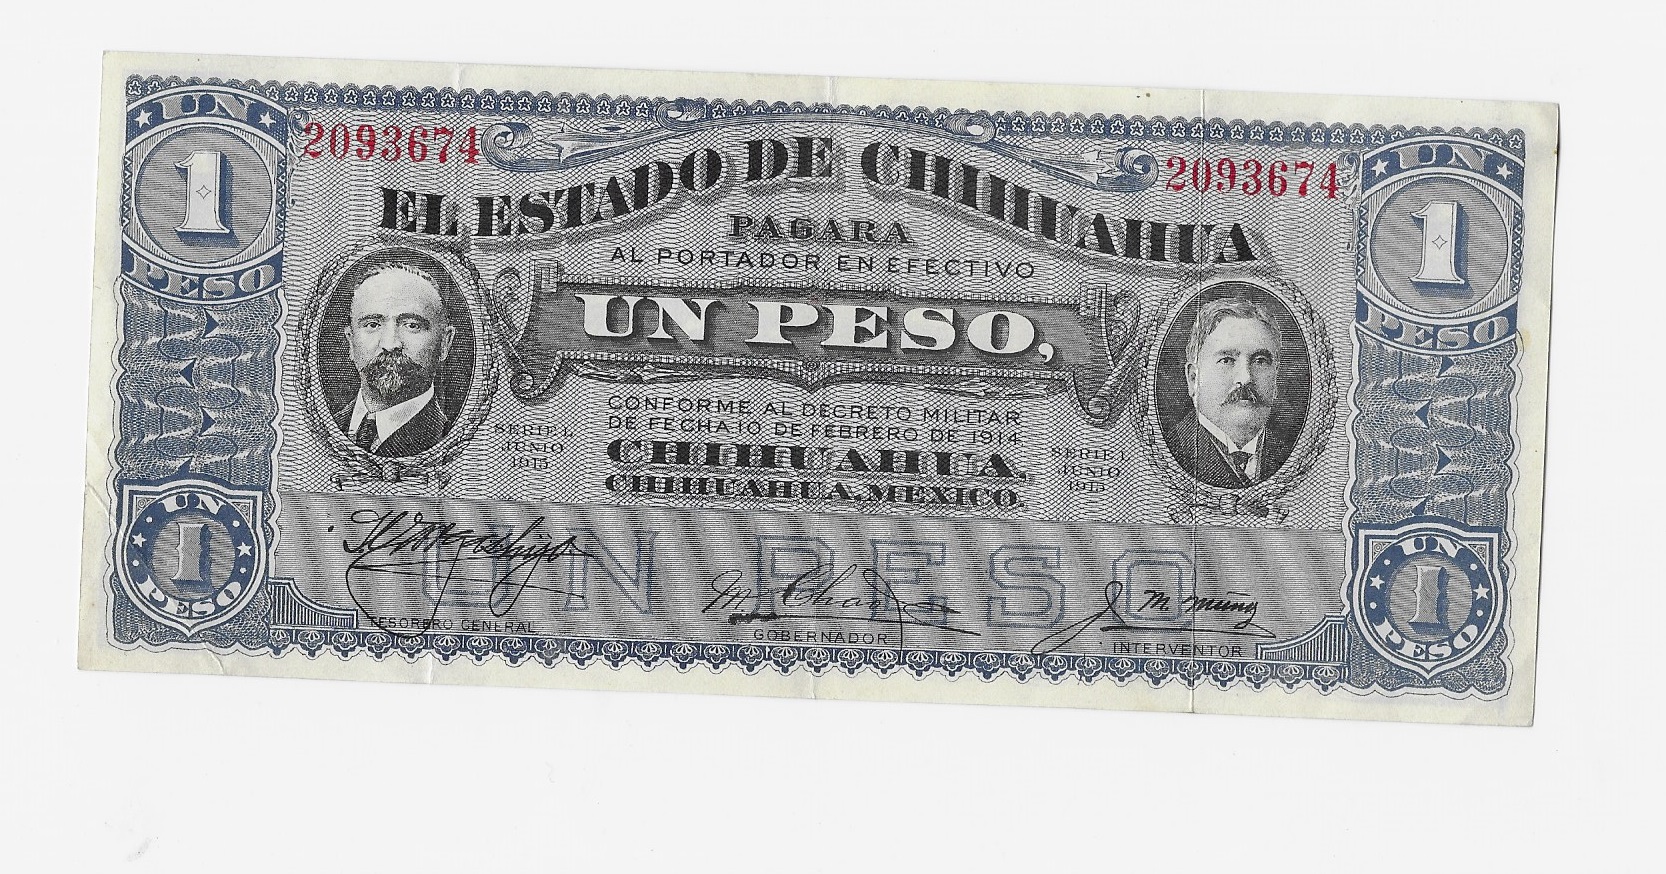 UN
1
PESO
2093674
2093674
UN
1
PESO
EL ESTADO DE CHIHUAHUA
PAGARA
AL PORTADOR EN EFECTIVO
UN PESO,
CONFORME AL DECRETO MILITAR
DE FECHA 10 DE FEBRERO DE 1914.
CHIHUAHUA,
CHIHUAHUA, MEXICO.
SERIE
JUNIO
1915
SERIE
JUNIO
1915
UN
1
PESO
UN PESO
UN
1
PESO
TESORERO GENERAL
GOBERNADOR
INTERVENTOR